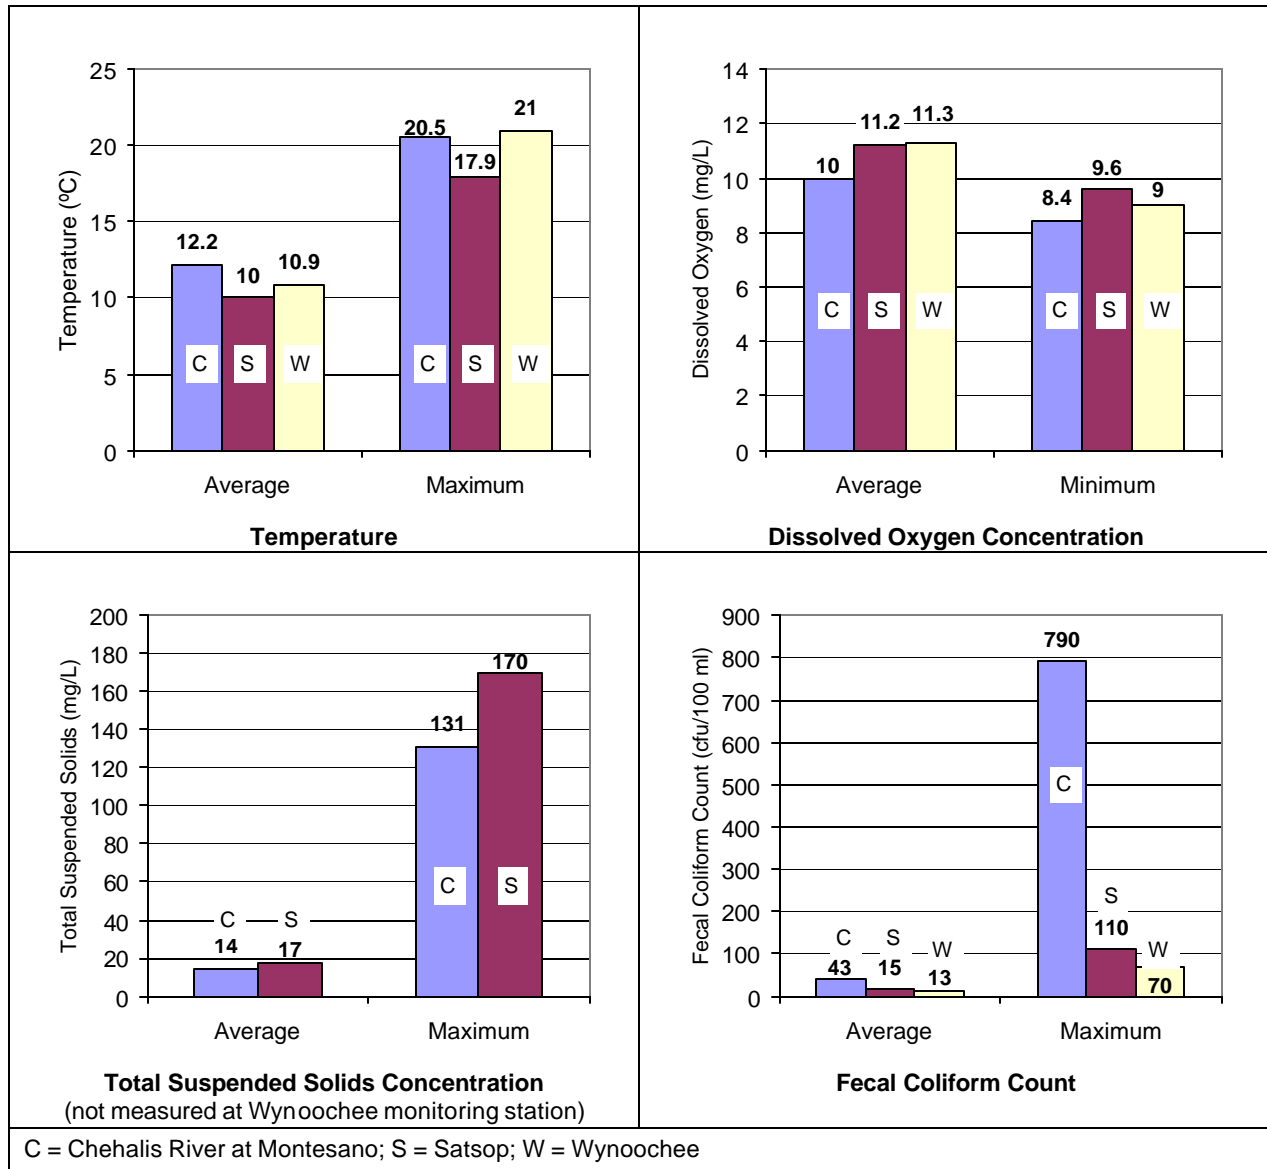 25
20
15
10
5
0
Temperature (ºC)
12.2
10
10.9
20.5
17.9
21
C
S
W
C
S
W
Average
Maximum
Temperature
14
12
10
8
6
4
2
0
Dissolved Oxygen (mg/L)
10
11.2
11.3
8.4
9.6
9
C
S
W
C
S
W
Average
Minimum
Dissolved Oxygen Concentration
200
180
160
140
120
100
80
60
40
20
0
Total Suspended Solids (mg/L)
C
S
14
17
131
170
C
S
Average
Maximum
Total Suspended Solids Concentration
(not measured at Wynoochee monitoring station)
900
800
700
600
500
400
300
200
100
0
Fecal Coliform Count (cfu/100 ml)
C
S
W
43
15
13
790
C
S
110
W
70
Average
Maximum
Fecal Coliform Count
C = Chehalis River at Montesano; S = Satsop; W = Wynoochee